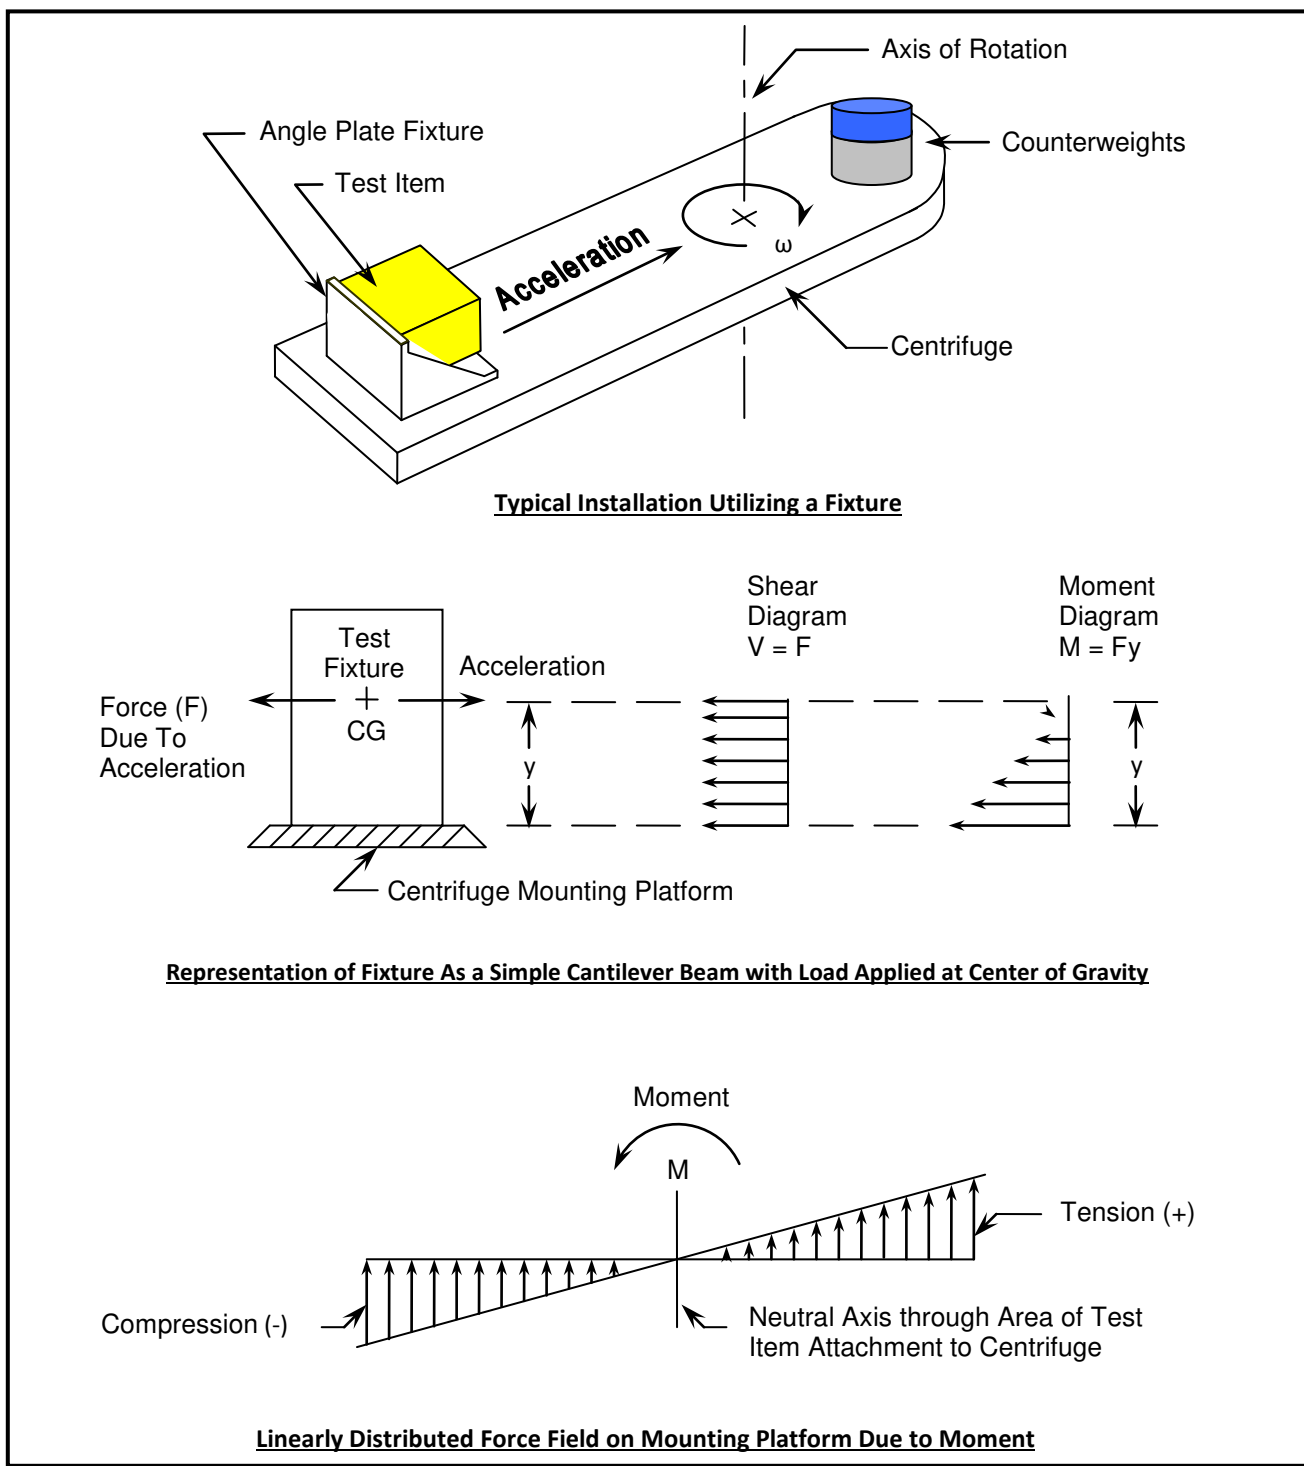 Axis of Rotation
Angle Plate Fixture
Test Item
Counterweights
Acceleration
ω
Centrifuge
Typical Installation Utilizing a Fixture
Shear
Diagram
V = F
Moment
Diagram
M = Fy
Test
Fixture
Acceleration
Force (F)
Due To
Acceleration
CG
y
y
Centrifuge Mounting Platform
Representation of Fixture As a Simple Cantilever Beam with Load Applied at Center of Gravity
Moment
M
Tension (+)
Compression (-)
Neutral Axis through Area of Test
Item Attachment to Centrifuge
Linearly Distributed Force Field on Mounting Platform Due to Moment